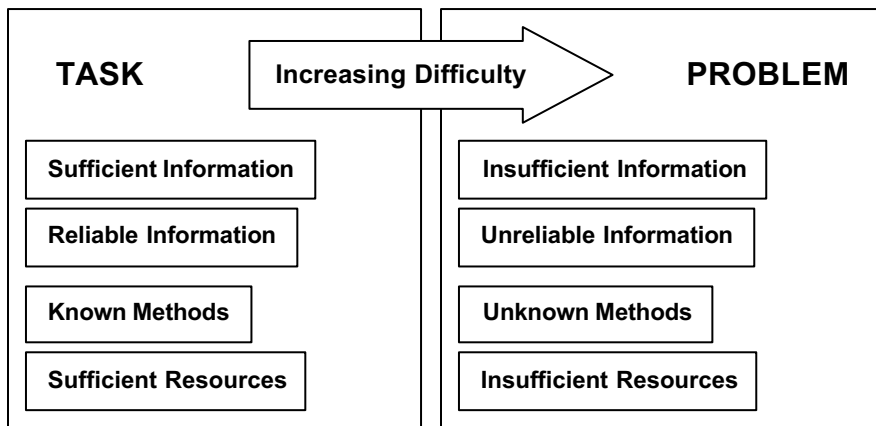 TASK
Increasing Difficulty
PROBLEM
Sufficient Information
Reliable Information
Known Methods
Sufficient Resources
Insufficient Information
Unreliable Information
Unknown Methods
Insufficient Resources